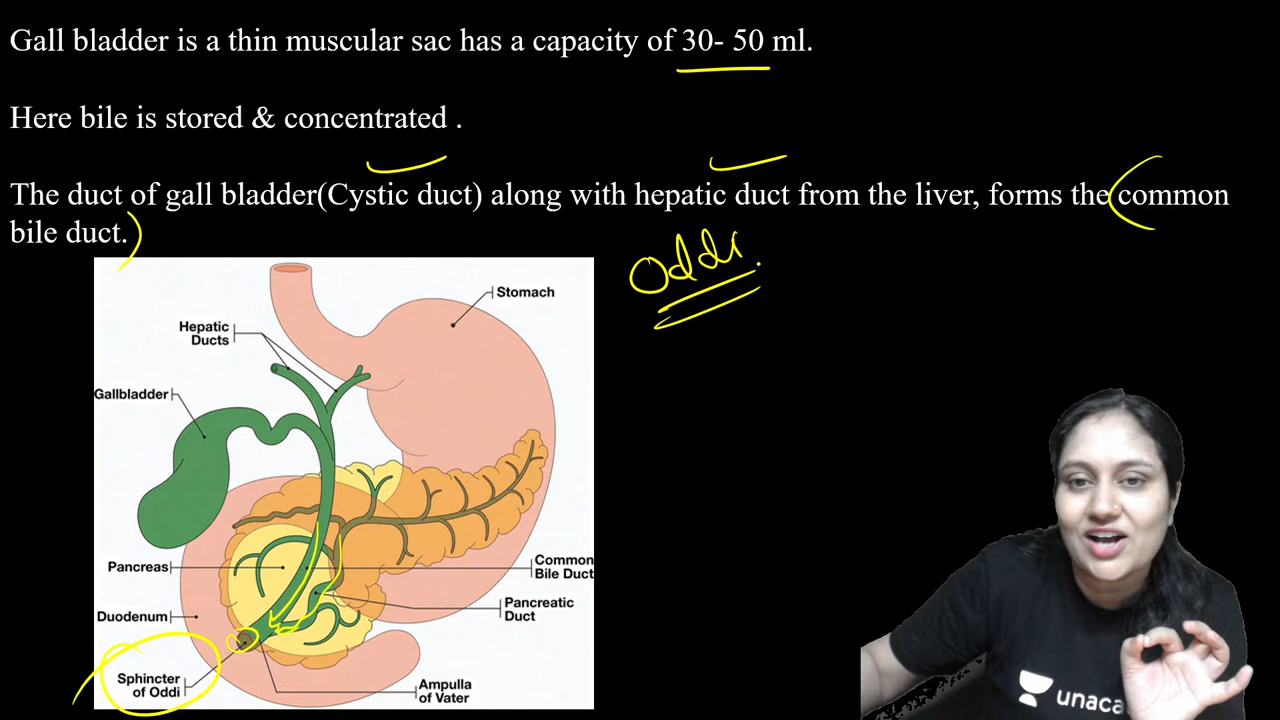 Gall bladder is a thin muscular sac has a capacity of 30- 50 ml.
Here bile is stored & concentrated .
The duct of gall bladder(Cystic duct) along with hepatic duct from the liver, forms the common
bile duct.
Oddi
Stomach
Hepatic
Ducts
Gallbladder
Pancreas
Common
Bile Duct
Pancreatic
Duct
Duodenum
Sphincter
of Oddi
Ampulla
of Vater
unaca